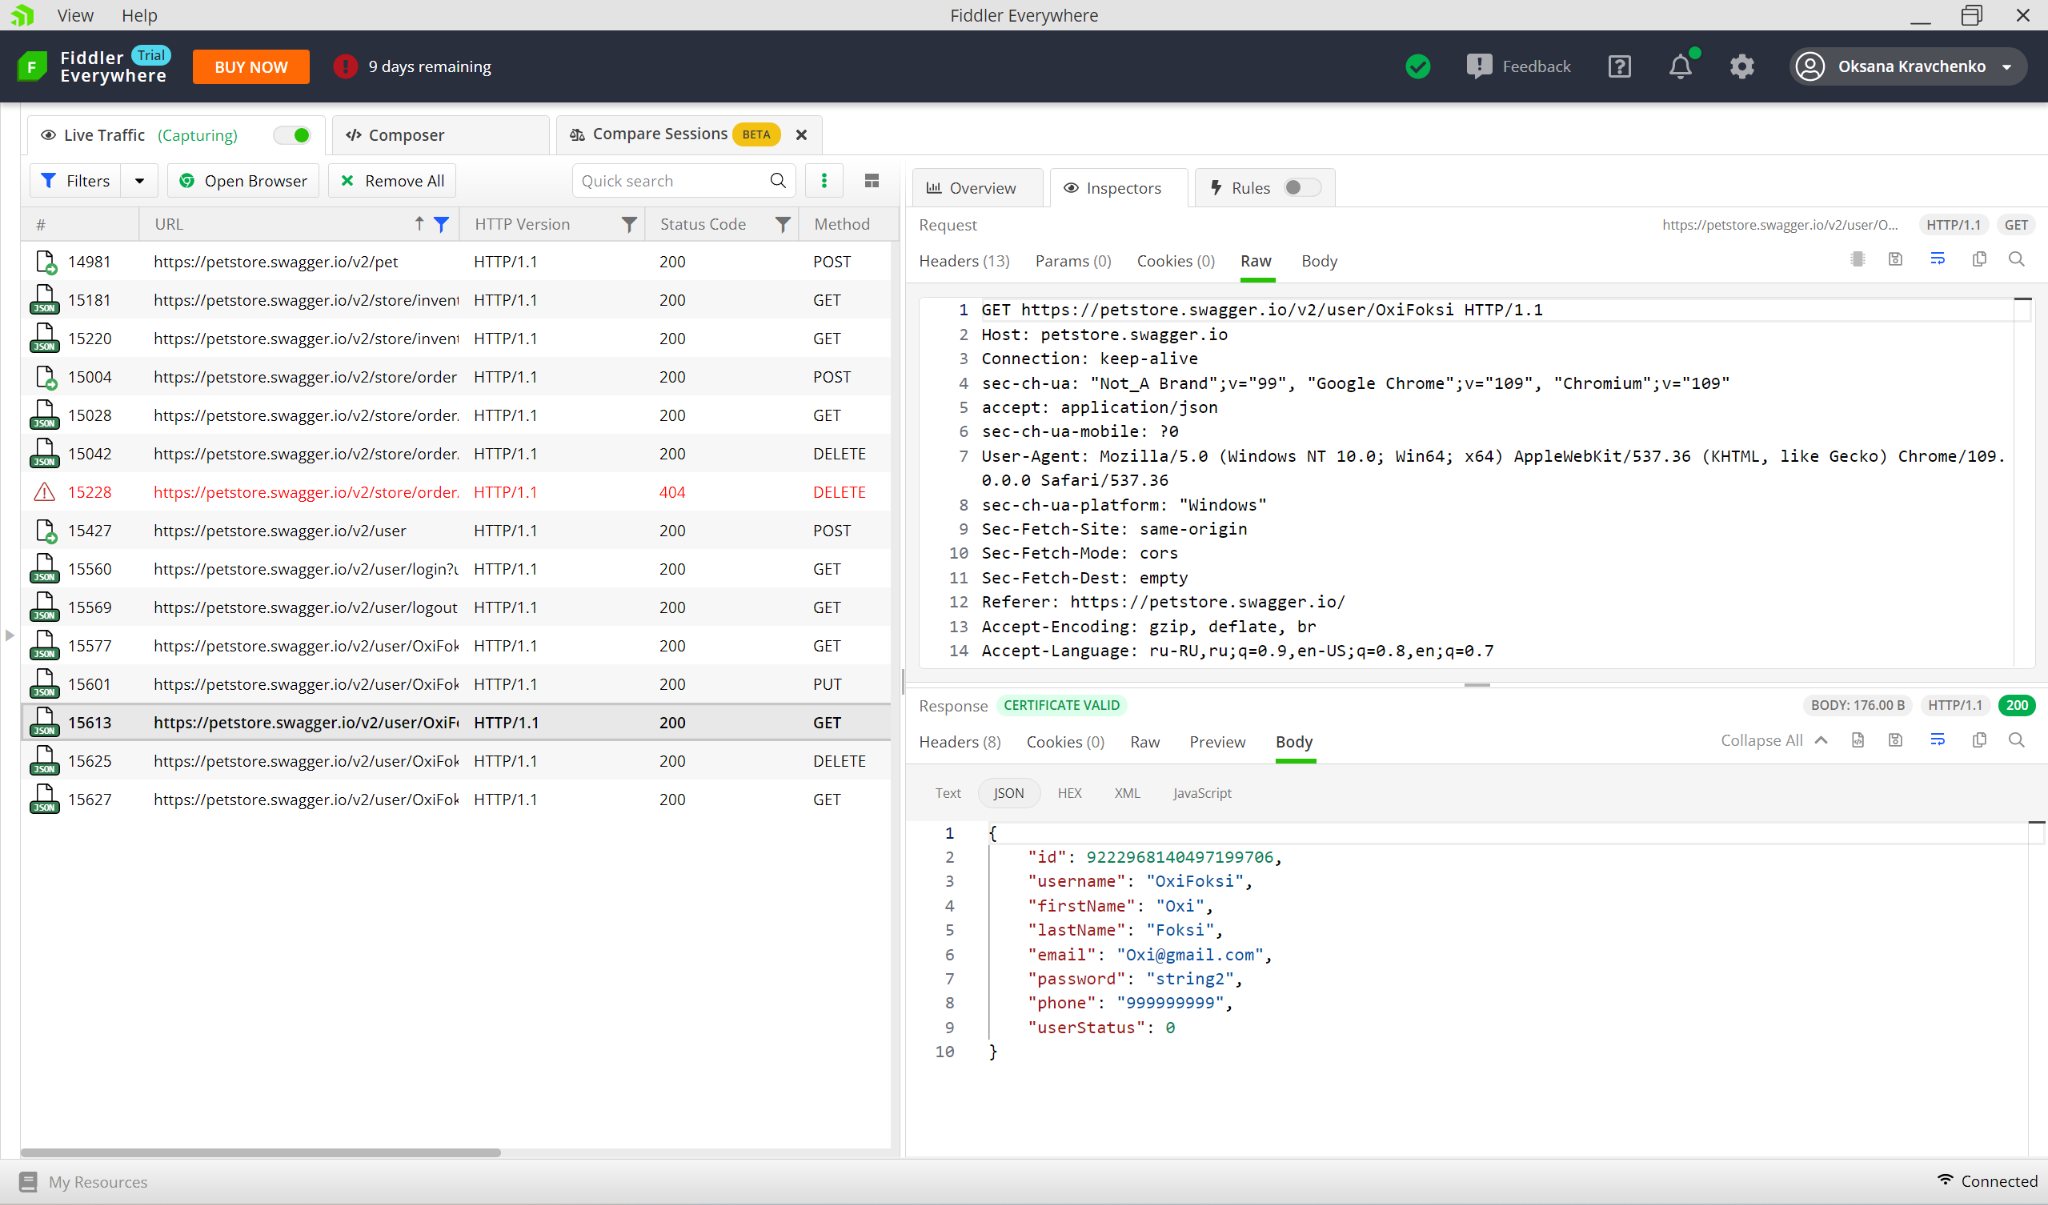 View Help Fiddler Everywhere
Fiddler Trial
Everywhere
BUY NOW
9 days remaining
Feedback
Oksana Kravchenko
Live Traffic (Capturing)
Composer
Compare Sessions BETA
Filters
Open Browser
Remove All
Quick search
# URL HTTP Version Status Code Method
14981 https://petstore.swagger.io/v2/pet HTTP/1.1 200 POST
JSON 15181 https://petstore.swagger.io/v2/store/invent HTTP/1.1 200 GET
JSON 15220 https://petstore.swagger.io/v2/store/invent HTTP/1.1 200 GET
15004 https://petstore.swagger.io/v2/store/order HTTP/1.1 200 POST
JSON 15028 https://petstore.swagger.io/v2/store/order. HTTP/1.1 200 GET
JSON 15042 https://petstore.swagger.io/v2/store/order. HTTP/1.1 200 DELETE
15228 https://petstore.swagger.io/v2/store/order. HTTP/1.1 404 DELETE
15427 https://petstore.swagger.io/v2/user HTTP/1.1 200 POST
JSON 15560 https://petstore.swagger.io/v2/user/login?u HTTP/1.1 200 GET
JSON 15569 https://petstore.swagger.io/v2/user/logout HTTP/1.1 200 GET
JSON 15577 https://petstore.swagger.io/v2/user/OxiFok HTTP/1.1 200 GET
JSON 15601 https://petstore.swagger.io/v2/user/OxiFok HTTP/1.1 200 PUT
JSON 15613 https://petstore.swagger.io/v2/user/OxiF HTTP/1.1 200 GET
JSON 15625 https://petstore.swagger.io/v2/user/OxiFok HTTP/1.1 200 DELETE
JSON 15627 https://petstore.swagger.io/v2/user/OxiFok HTTP/1.1 200 GET
Overview Inspectors Rules
Request https://petstore.swagger.io/v2/user/O... HTTP/1.1 GET
Headers (13) Params (0) Cookies (0) Raw Body
1 GET https://petstore.swagger.io/v2/user/OxiFoksi HTTP/1.1
2 Host: petstore.swagger.io
3 Connection: keep-alive
4 sec-ch-ua: "Not_A Brand";v="99", "Google Chrome";v="109", "Chromium";v="109"
5 accept: application/json
6 sec-ch-ua-mobile: ?0
7 User-Agent: Mozilla/5.0 (Windows NT 10.0; Win64; x64) AppleWebKit/537.36 (KHTML, like Gecko) Chrome/109.
0.0.0 Safari/537.36
8 sec-ch-ua-platform: "Windows"
9 Sec-Fetch-Site: same-origin
10 Sec-Fetch-Mode: cors
11 Sec-Fetch-Dest: empty
12 Referer: https://petstore.swagger.io/
13 Accept-Encoding: gzip, deflate, br
14 Accept-Language: ru-RU,ru;q=0.9,en-US;q=0.8,en;q=0.7
Response CERTIFICATE VALID BODY: 176.00 B HTTP/1.1 200
Headers (8) Cookies (0) Raw Preview Body Collapse All
Text JSON HEX XML JavaScript
1 {
2 "id": 9222968140497199706,
3 "username": "OxiFoksi",
4 "firstName": "Oxi",
5 "lastName": "Foksi",
6 "email": "Oxi@gmail.com",
7 "password": "string2",
8 "phone": "999999999",
9 "userStatus": 0
10 }
My Resources
Connected